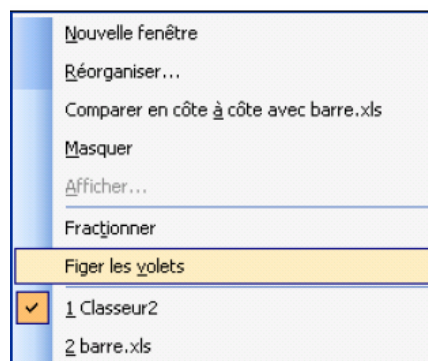 Nouvelle fenêtre
Réorganiser...
Comparer en côte à côte avec barre.xls
Masquer
Afficher...
Fractionner
Figer les volets
1 Classeur2
2 barre.xls